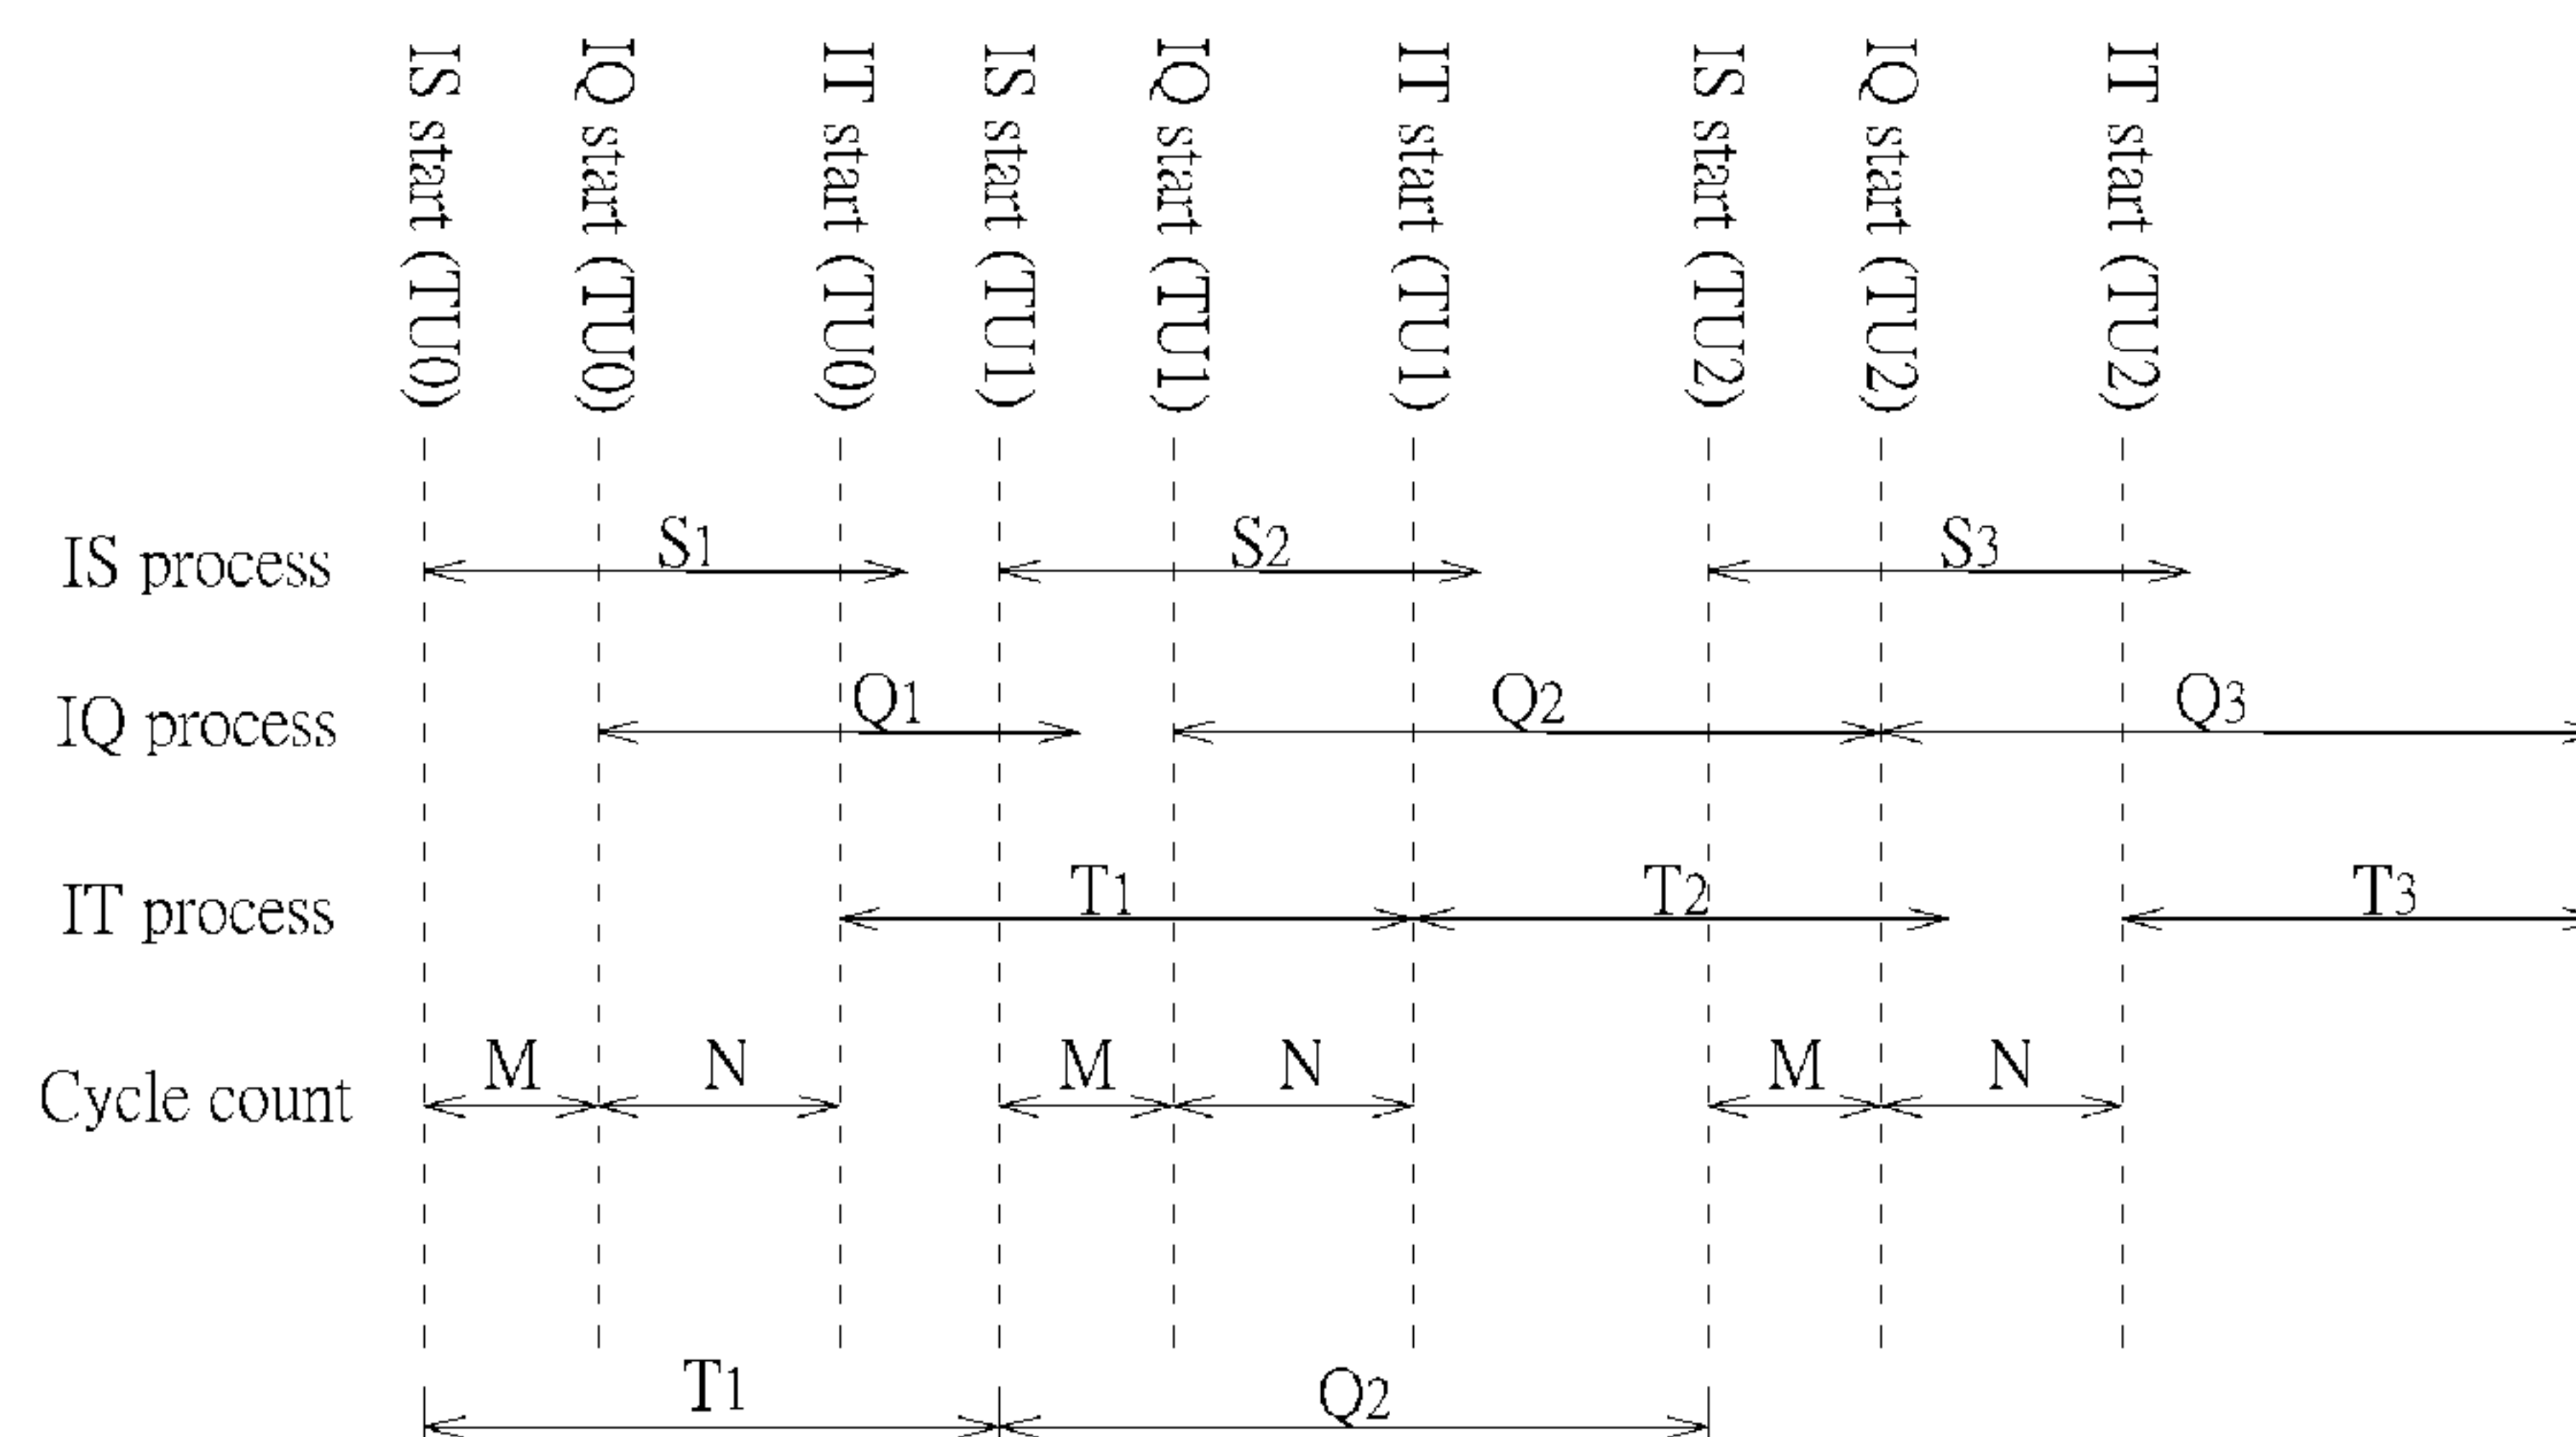 IS start (TU0)
IQ start (TU0)
IT start (TU0)
IS start (TU1)
IQ start (TU1)
IT start (TU1)
IS start (TU2)
IQ start (TU2)
IT start (TU2)
IS process S1 S2 S3
IQ process Q1 Q2 Q3
IT process T1 T2 T3
Cycle count M N M N M N
T1 Q2